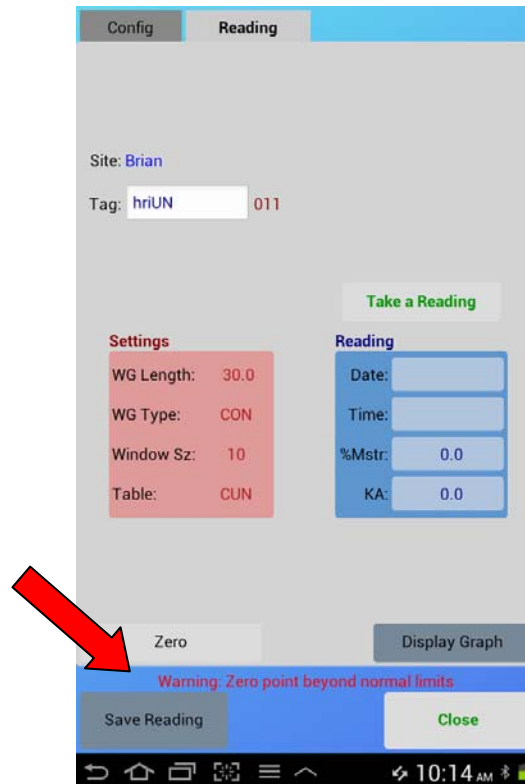 Config Reading
Site: Brian
Tag: hriUN 011
Take a Reading
Settings Reading
WG Length: 30.0 Date:
WG Type: CON Time:
Window Sz: 10 %Mstr: 0.0
Table: CUN KA: 0.0
Zero Display Graph
Warning: Zero point beyond normal limits
Save Reading Close
10:14 AM